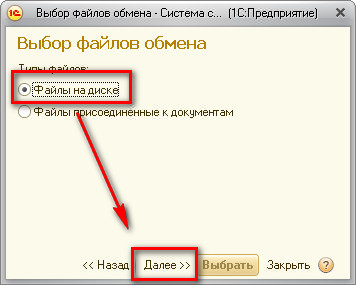 1С Выбор файлов обмена - Система с... (1С:Предприятие)
Выбор файлов обмена
Типы файлов:
Файлы на диске
Файлы присоединенные к документам
<< Назад Далее >> Выбрать Закрыть ?